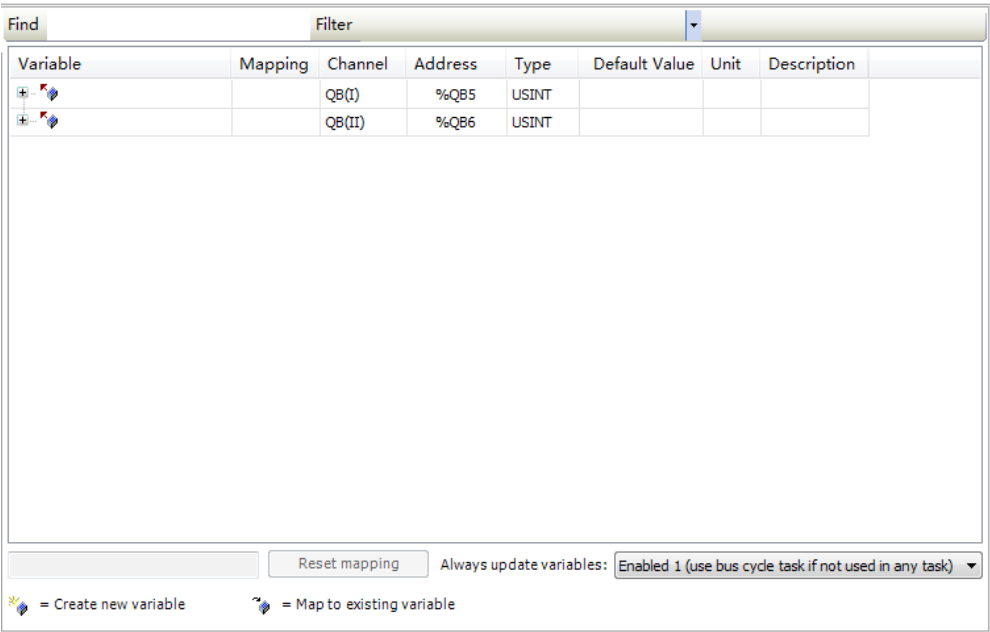 Find Filter
Variable Mapping Channel Address Type Default Value Unit Description
QB(I) %QB5 USINT
QB(II) %QB6 USINT
Reset mapping Always update variables: Enabled 1 (use bus cycle task if not used in any task)
= Create new variable = Map to existing variable